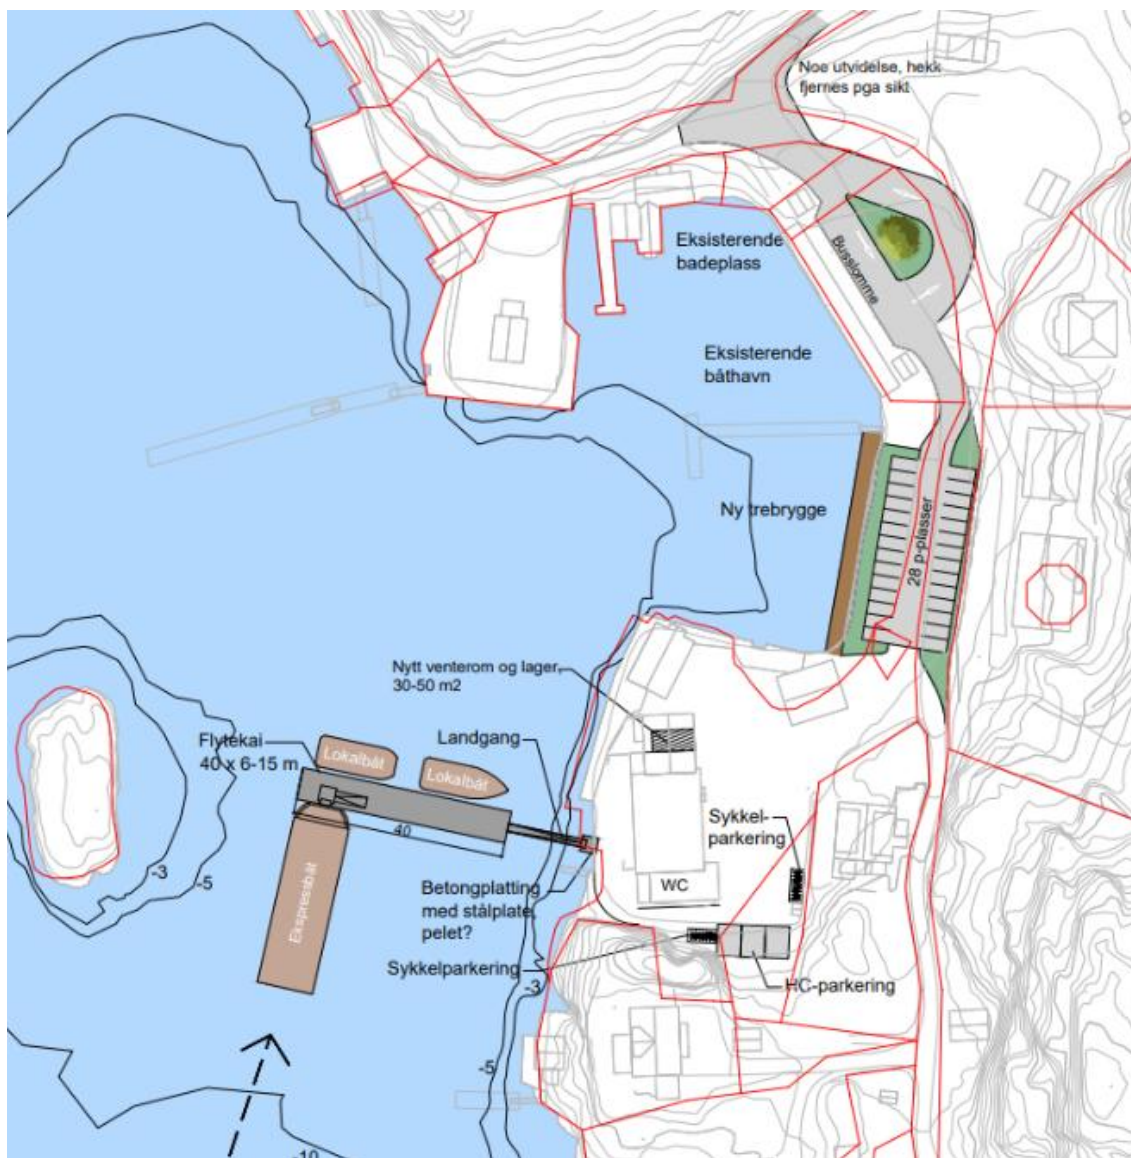 Noe utvidelse, hekk
fjernes pga sikt
Eksisterende
badeplass
Busslomme
Eksisterende
båthavn
Ny trebrygge
28 p-plasser
Nytt venterom og lager,
30-50 m2
Flytekai
40 x 6-15 m
Lokalbåt
Landgang
Lokalbåt
40
Sykkel-
parkering
-3
-5
WC
Betongplatting
med stålplate,
pelet?
Ekspressbåt
Sykkelparkering
-3
HC-parkering
-5
-10